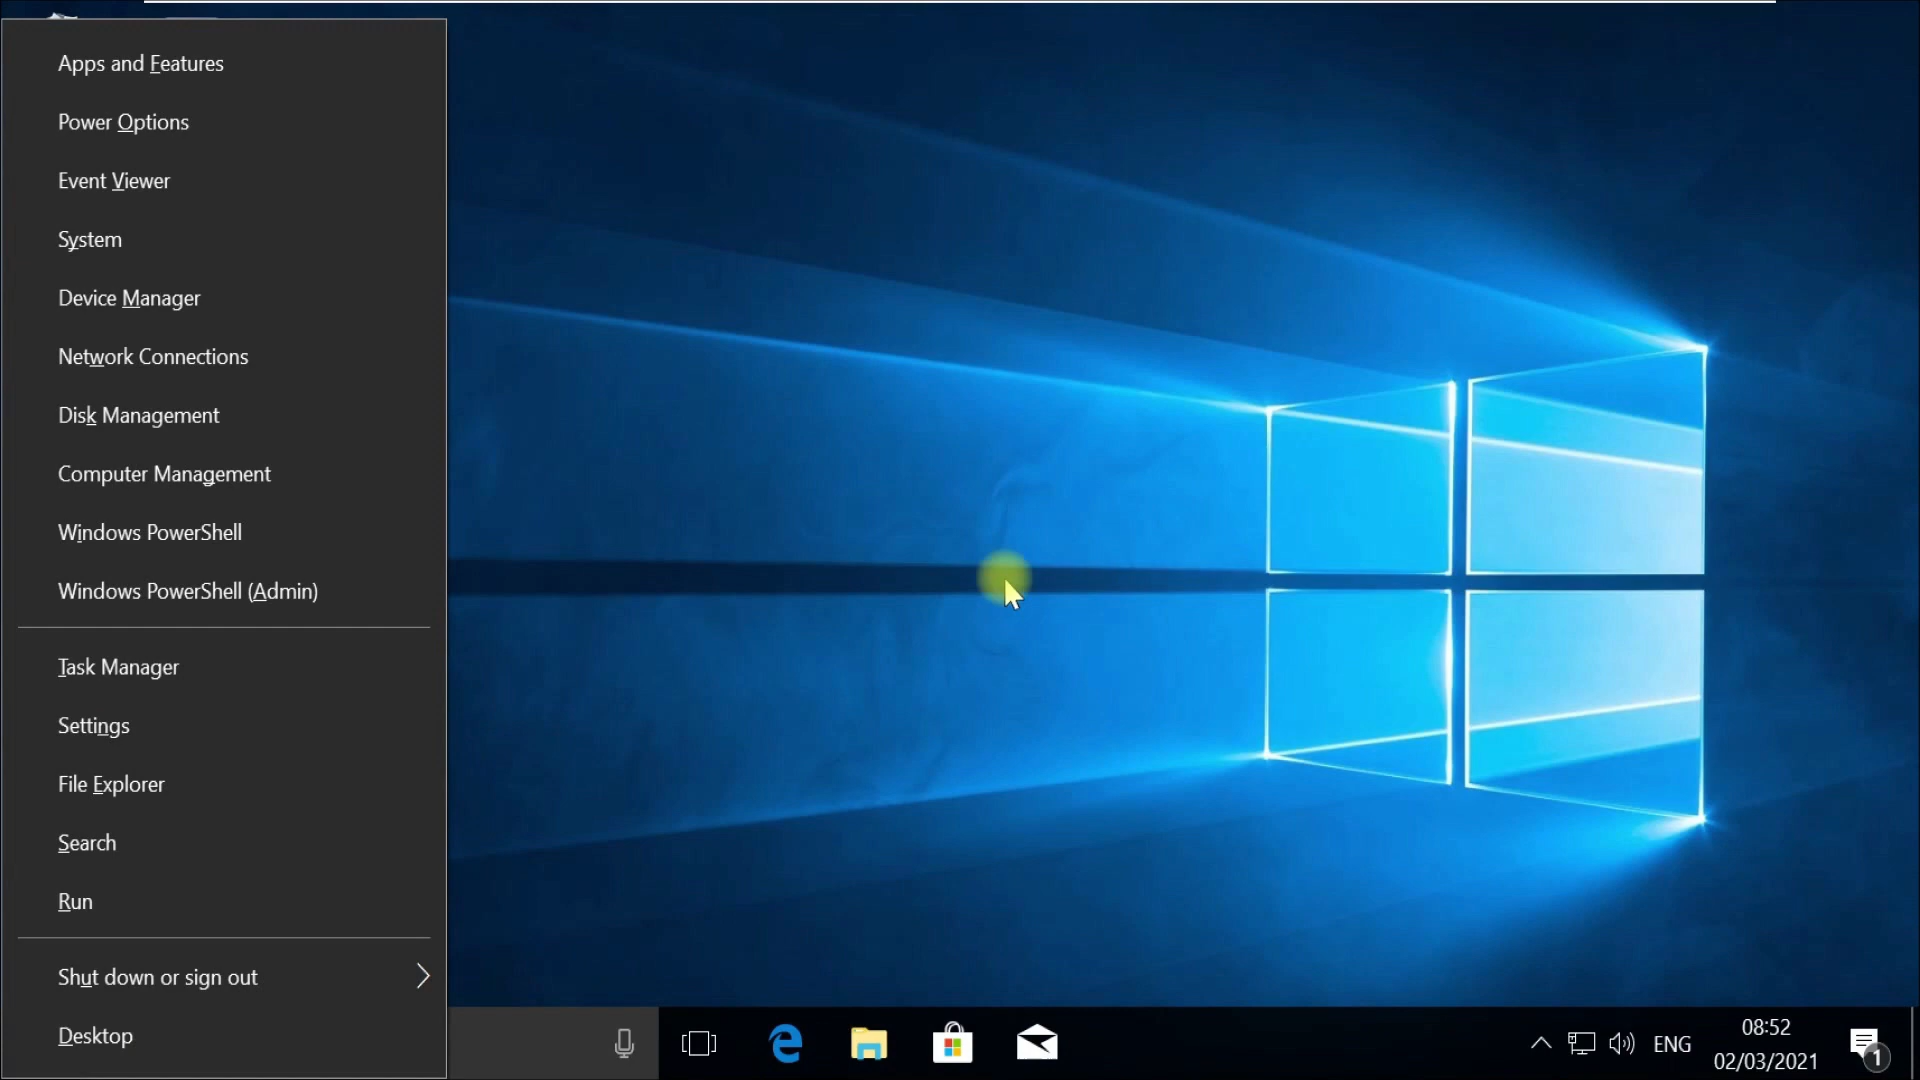 Apps and Features
Power Options
Event Viewer
System
Device Manager
Network Connections
Disk Management
Computer Management
Windows PowerShell
Windows PowerShell (Admin)
Task Manager
Settings
File Explorer
Search
Run
Shut down or sign out
Desktop
ENG
08:52
02/03/2021
1